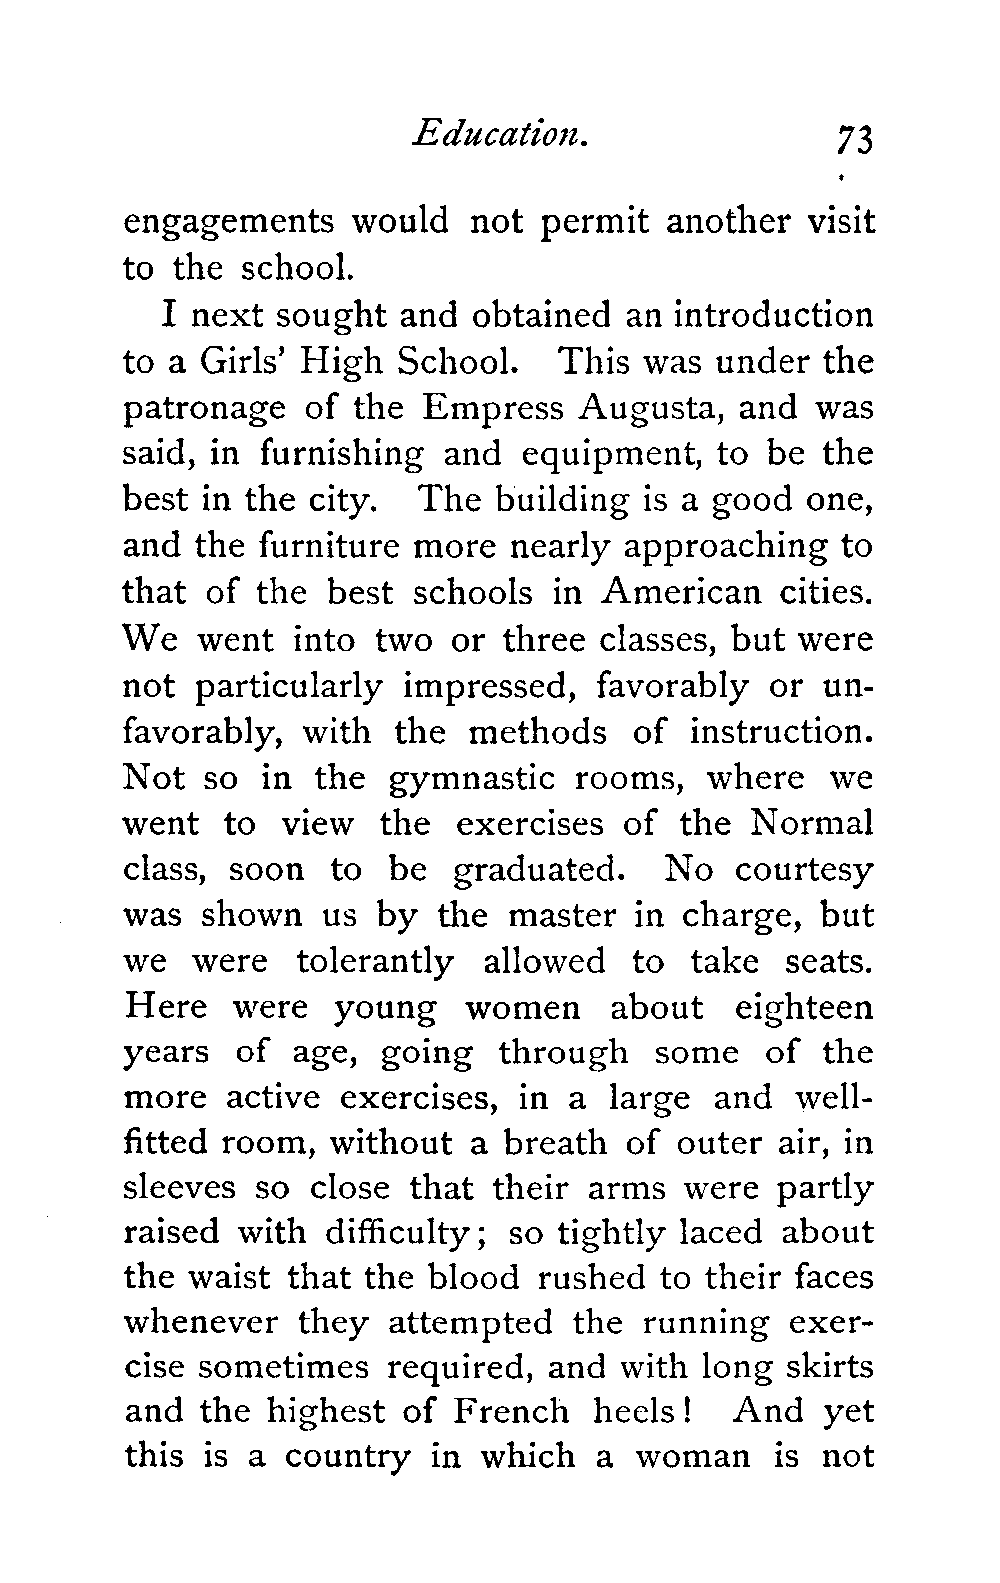 Education. 73
engagements would not permit another visit
to the school.
I next sought and obtained an introduction
to a Girls' High School. This was under the
patronage of the Empress Augusta, and was
said, in furnishing and equipment, to be the
best in the city. The building is a good one,
and the furniture more nearly approaching to
that of the best schools in American cities.
We went into two or three classes, but were
not particularly impressed, favorably or un-
favorably, with the methods of instruction.
Not so in the gymnastic rooms, where we
went to view the exercises of the Normal
class, soon to be graduated. No courtesy
was shown us by the master in charge, but
we were tolerantly allowed to take seats.
Here were young women about eighteen
years of age, going through some of the
more active exercises, in a large and well-
fitted room, without a breath of outer air, in
sleeves so close that their arms were partly
raised with difficulty; so tightly laced about
the waist that the blood rushed to their faces
whenever they attempted the running exer-
cise sometimes required, and with long skirts
and the highest of French heels! And yet
this is a country in which a woman is not